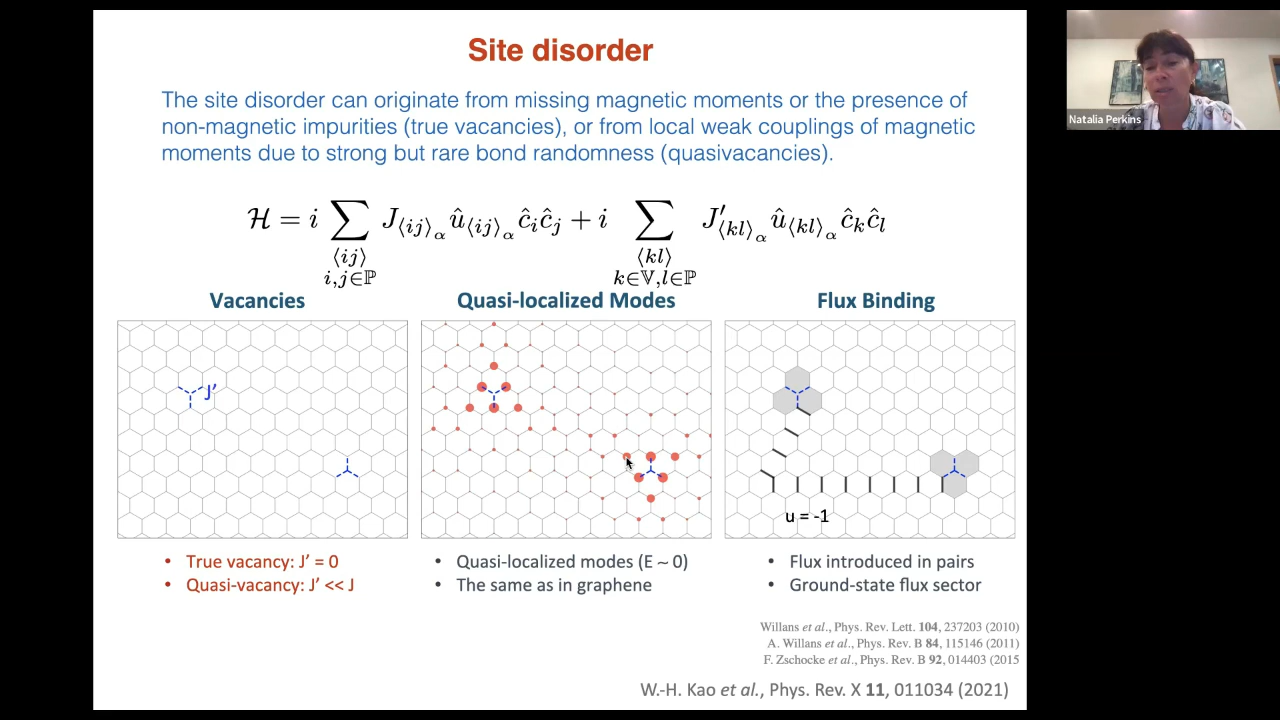 Site disorder
The site disorder can originate from missing magnetic moments or the presence of
non-magnetic impurities (true vacancies), or from local weak couplings of magnetic
moments due to strong but rare bond randomness (quasivacancies).
ℋ = i ∑ J⟨ij⟩α û⟨ij⟩α ĉi ĉj + i ∑ J′⟨kl⟩α û⟨kl⟩α ĉk ĉl
⟨ij⟩ ⟨kl⟩
i,j∈ℙ k∈𝕍,l∈ℙ
Vacancies Quasi-localized Modes Flux Binding
J'
u = -1
• True vacancy: J' = 0
• Quasi-vacancy: J' << J
• Quasi-localized modes (E ~ 0)
• The same as in graphene
• Flux introduced in pairs
• Ground-state flux sector
Willans et al., Phys. Rev. Lett. 104, 237203 (2010)
A. Willans et al., Phys. Rev. B 84, 115146 (2011)
F. Zschocke et al., Phys. Rev. B 92, 014403 (2015
W.-H. Kao et al., Phys. Rev. X 11, 011034 (2021)
Natalia Perkins